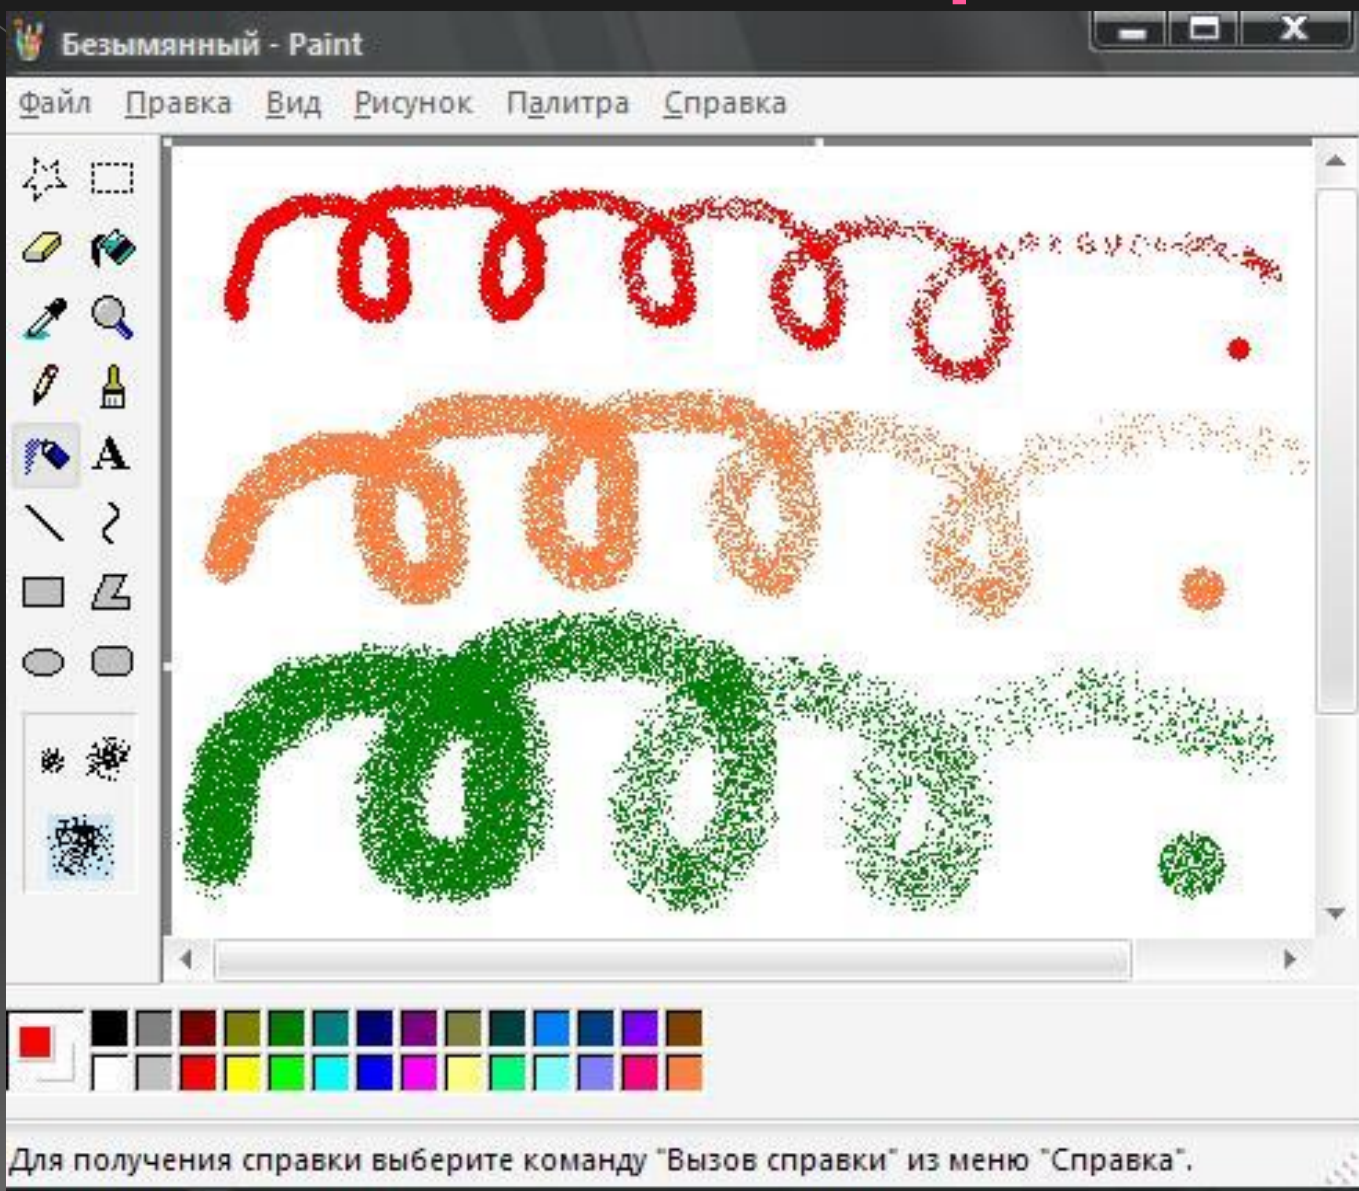 Безымянный - Paint
Файл Правка Вид Рисунок Палитра Справка
A
Для получения справки выберите команду "Вызов справки" из меню "Справка".